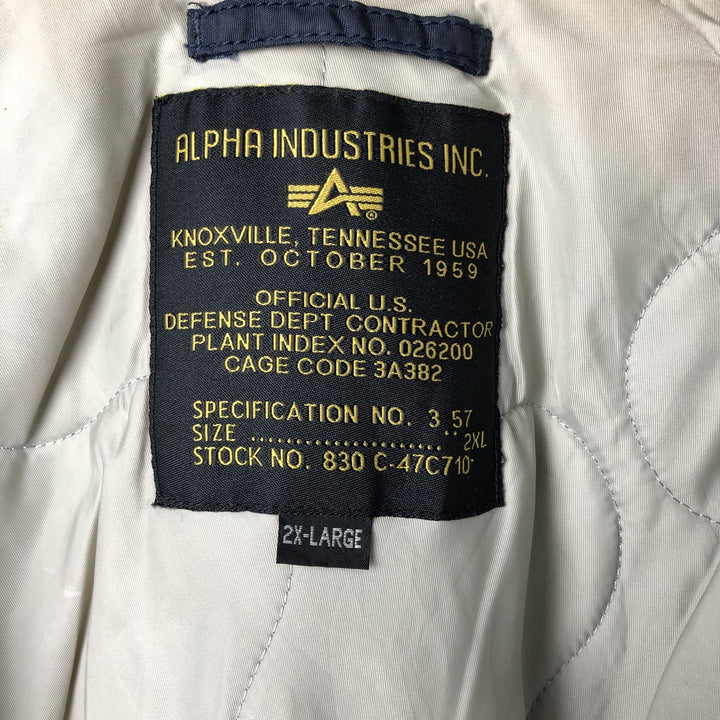 ALPHA INDUSTRIES INC.
A®
KNOXVILLE, TENNESSEE USA
EST. OCTOBER 1959
OFFICIAL U.S.
DEFENSE DEPT CONTRACTOR
PLANT INDEX NO. 026200
CAGE CODE 3A382
SPECIFICATION NO. 3 57
SIZE ........................ 2XL
STOCK NO. 830 C-47C710
2X-LARGE